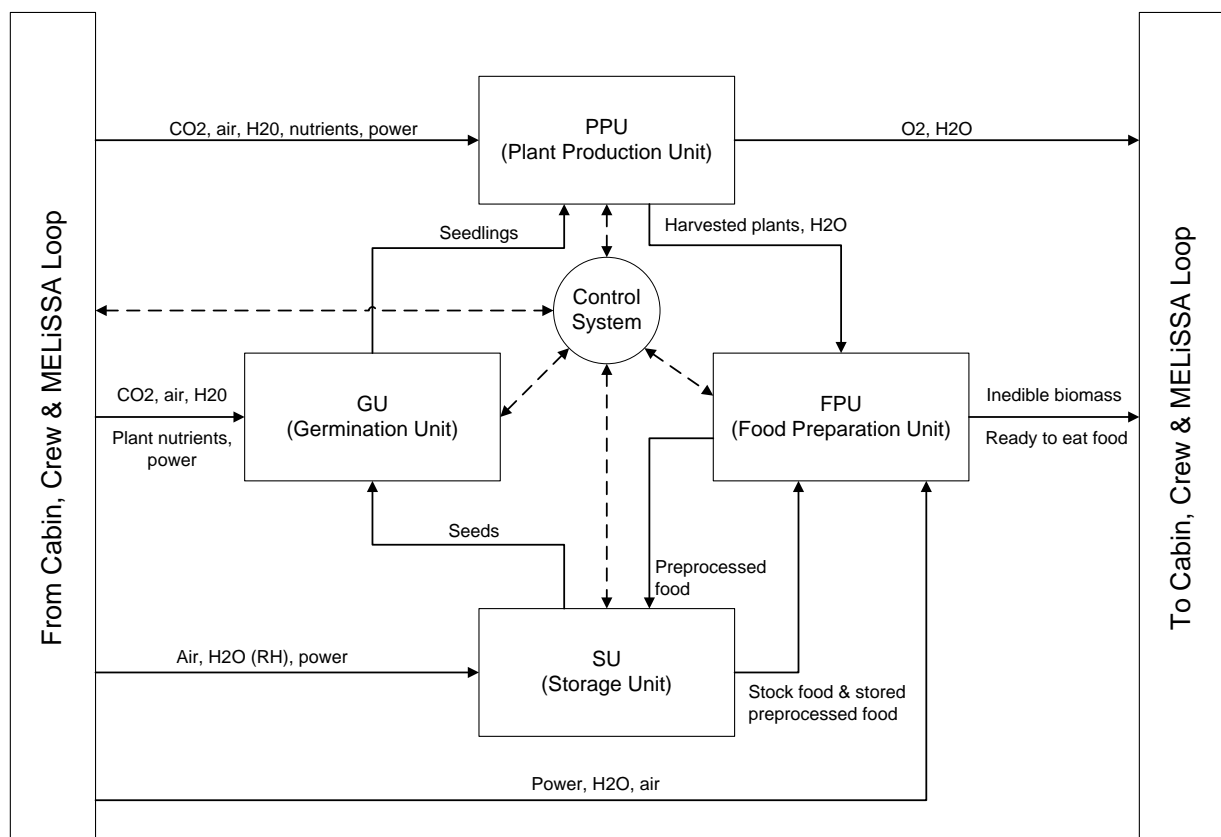 From Cabin, Crew & MELiSSA Loop
CO2, air, H20, nutrients, power
PPU
(Plant Production Unit)
O2, H2O
Seedlings
Harvested plants, H2O
Control
System
CO2, air, H20
Plant nutrients,
power
GU
(Germination Unit)
FPU
(Food Preparation Unit)
Inedible biomass
Ready to eat food
Seeds
Preprocessed
food
Air, H2O (RH), power
SU
(Storage Unit)
Stock food & stored
preprocessed food
Power, H2O, air
To Cabin, Crew & MELiSSA Loop